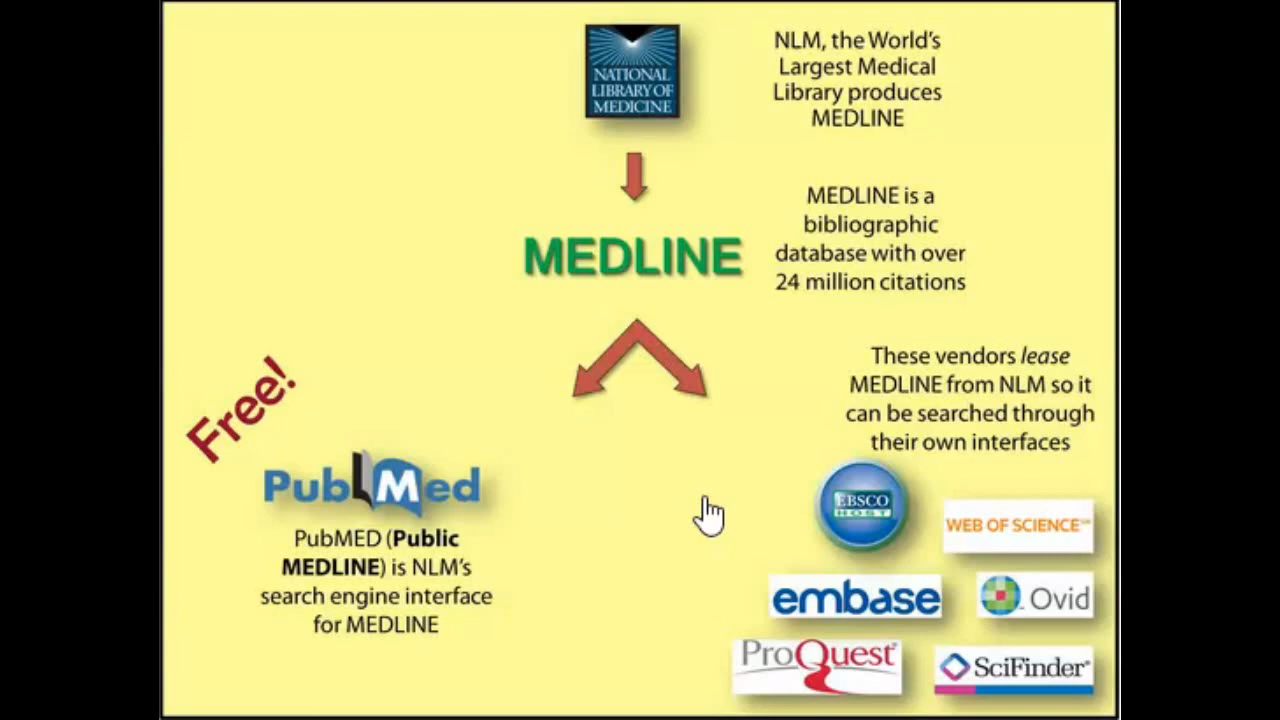 NATIONAL
LIBRARY OF
MEDICINE
NLM, the World's
Largest Medical
Library produces
MEDLINE
MEDLINE
MEDLINE is a
bibliographic
database with over
24 million citations
Free!
PubMed
PubMED (Public
MEDLINE) is NLM's
search engine interface
for MEDLINE
These vendors lease
MEDLINE from NLM so it
can be searched through
their own interfaces
EBSCO
HOST
WEB OF SCIENCE℠
embase
Ovid
ProQuest®
SciFinder®